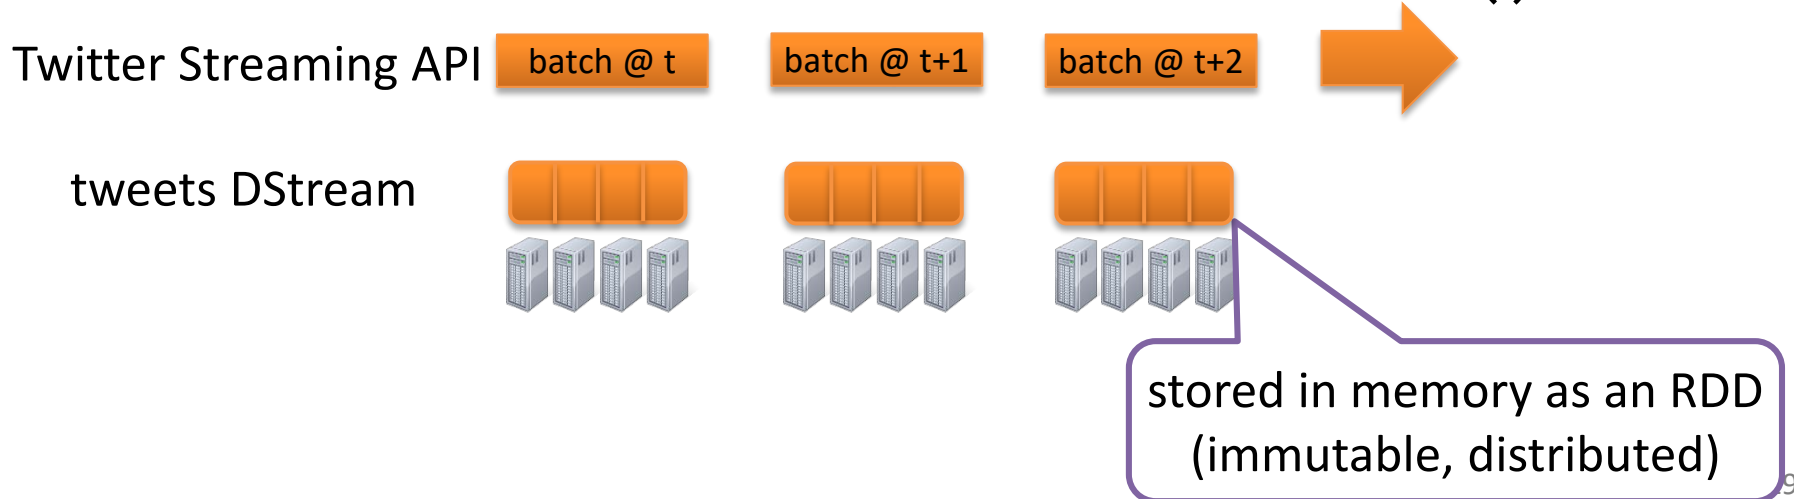 Twitter Streaming API
batch @ t
batch @ t+1
batch @ t+2
tweets DStream
stored in memory as an RDD
(immutable, distributed)